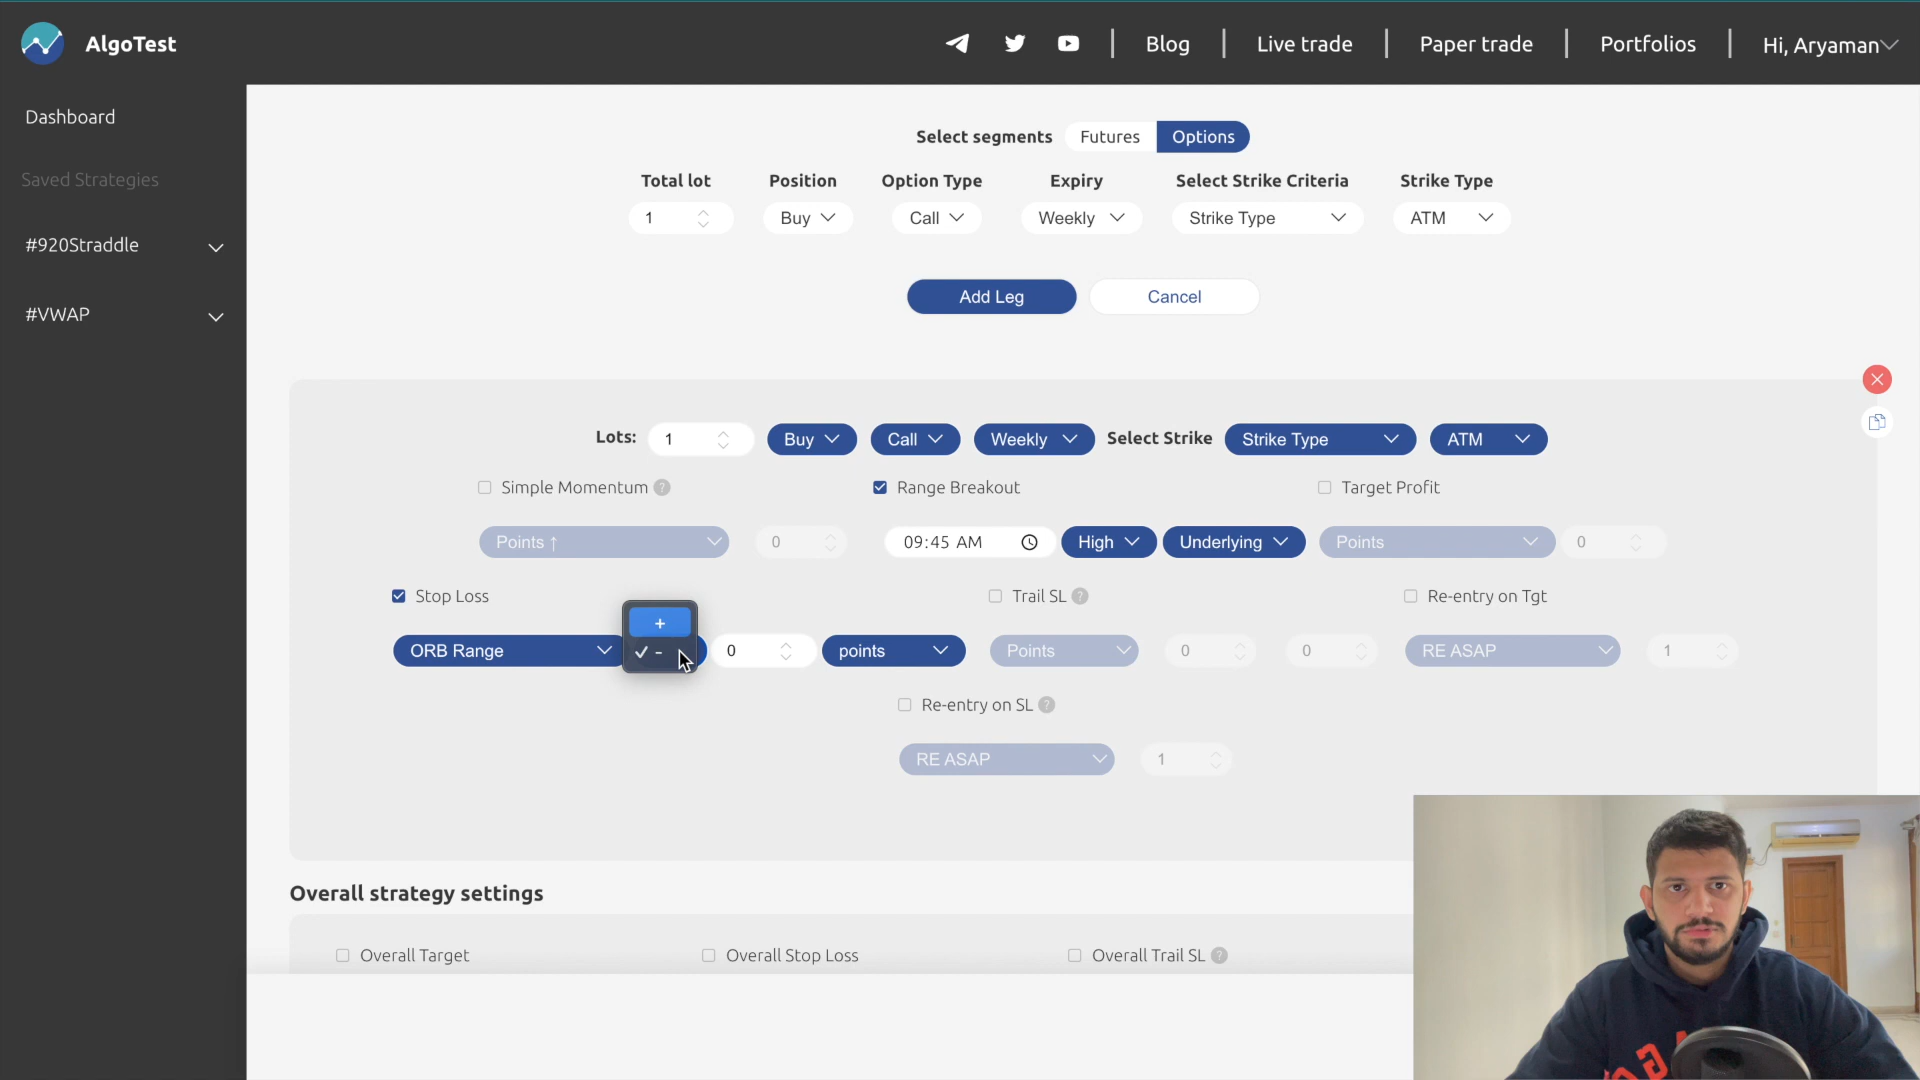 AlgoTest
Blog
Live trade
Paper trade
Portfolios
Hi, Aryaman
Dashboard
Saved Strategies
#920Straddle
#VWAP
Select segments Futures Options
Total lot Position Option Type Expiry Select Strike Criteria Strike Type
1 Buy Call Weekly Strike Type ATM
Add Leg Cancel
Lots: 1 Buy Call Weekly Select Strike Strike Type ATM
Simple Momentum ? Range Breakout Target Profit
Points ↑ 0 09:45 AM High Underlying Points 0
Stop Loss + Trail SL ? Re-entry on Tgt
ORB Range ✓ - 0 points Points 0 0 RE ASAP 1
Re-entry on SL ?
RE ASAP 1
Overall strategy settings
Overall Target Overall Stop Loss Overall Trail SL ?